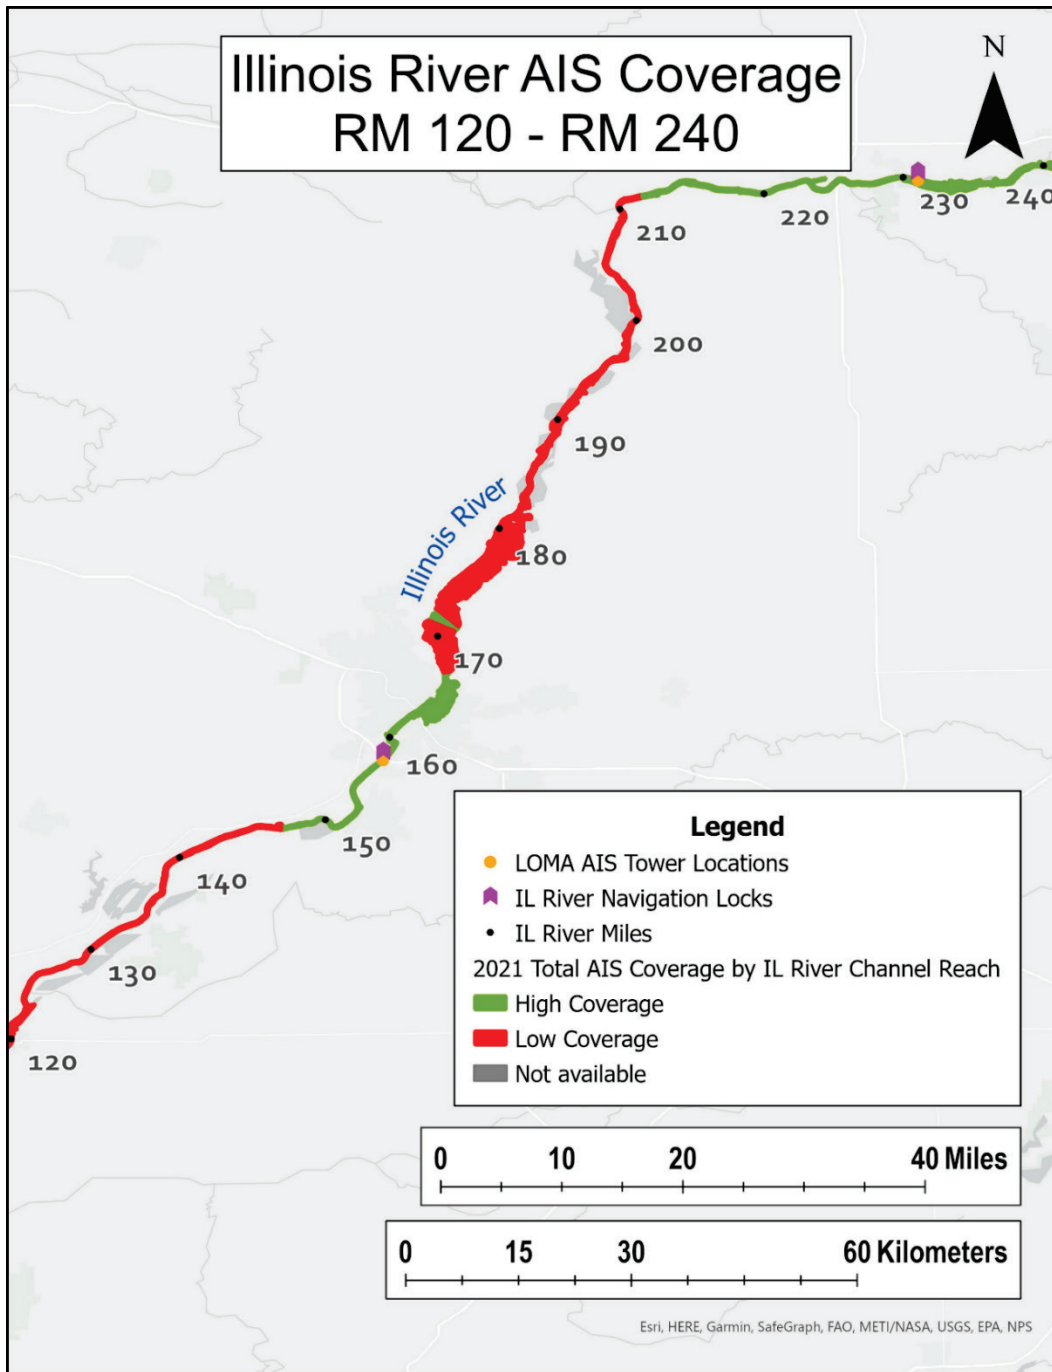 Illinois River AIS Coverage
RM 120 - RM 240
N
240
230
220
210
200
190
Illinois River
180
170
160
150
140
130
120
Legend
LOMA AIS Tower Locations
IL River Navigation Locks
IL River Miles
2021 Total AIS Coverage by IL River Channel Reach
High Coverage
Low Coverage
Not available
0 10 20 40 Miles
0 15 30 60 Kilometers
Esri, HERE, Garmin, SafeGraph, FAO, METI/NASA, USGS, EPA, NPS